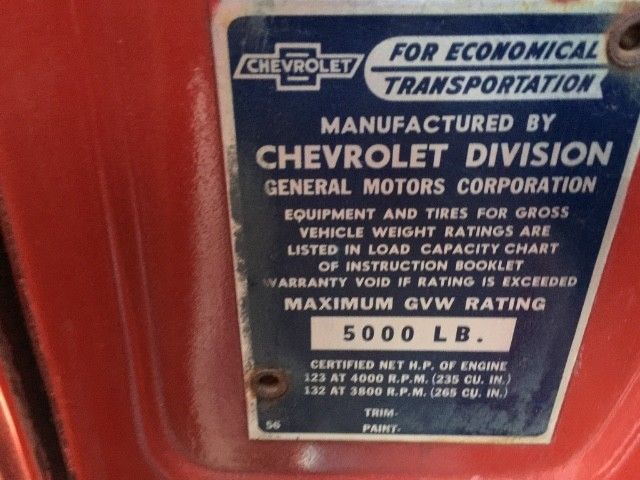 CHEVROLET
FOR ECONOMICAL
TRANSPORTATION
MANUFACTURED BY
CHEVROLET DIVISION
GENERAL MOTORS CORPORATION
EQUIPMENT AND TIRES FOR GROSS
VEHICLE WEIGHT RATINGS ARE
LISTED IN LOAD CAPACITY CHART
OF INSTRUCTION BOOKLET
WARRANTY VOID IF RATING IS EXCEEDED
MAXIMUM GVW RATING
5000 LB.
CERTIFIED NET H.P. OF ENGINE
123 AT 4000 R.P.M. (235 CU. IN.)
132 AT 3800 R.P.M. (265 CU. IN.)
TRIM-
56 PAINT-